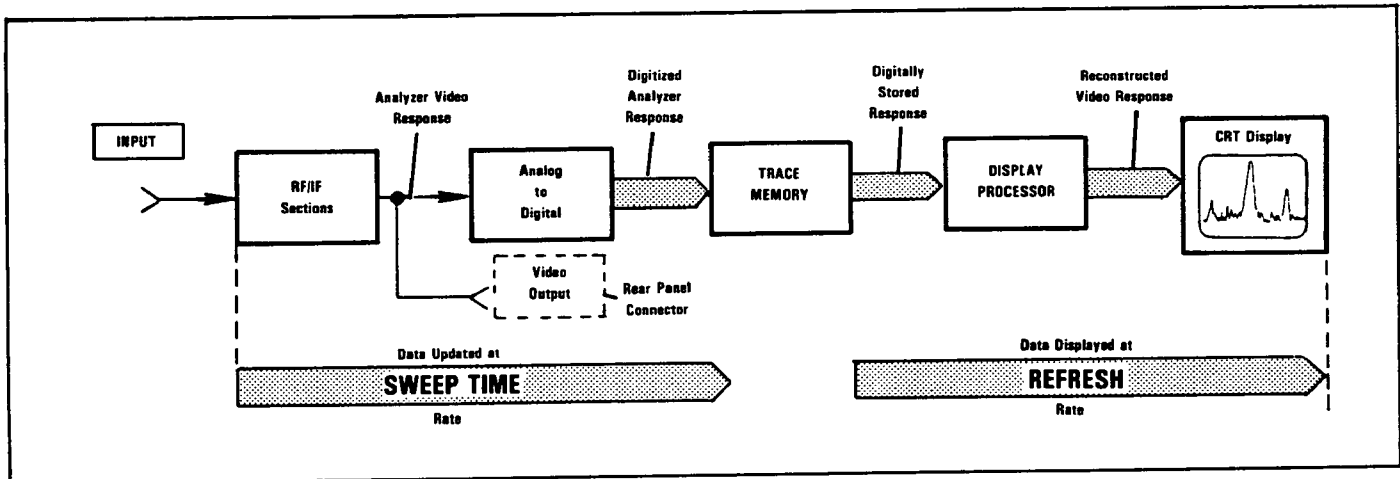 INPUT
RF/IF
Sections
Analyzer Video
Response
Analog
to
Digital
Video
Output
Rear Panel
Connector
Digitized
Analyzer
Response
TRACE
MEMORY
Digitally
Stored
Response
DISPLAY
PROCESSOR
Reconstructed
Video Response
CRT Display
Data Updated at
SWEEP TIME
Rate
Data Displayed at
REFRESH
Rate